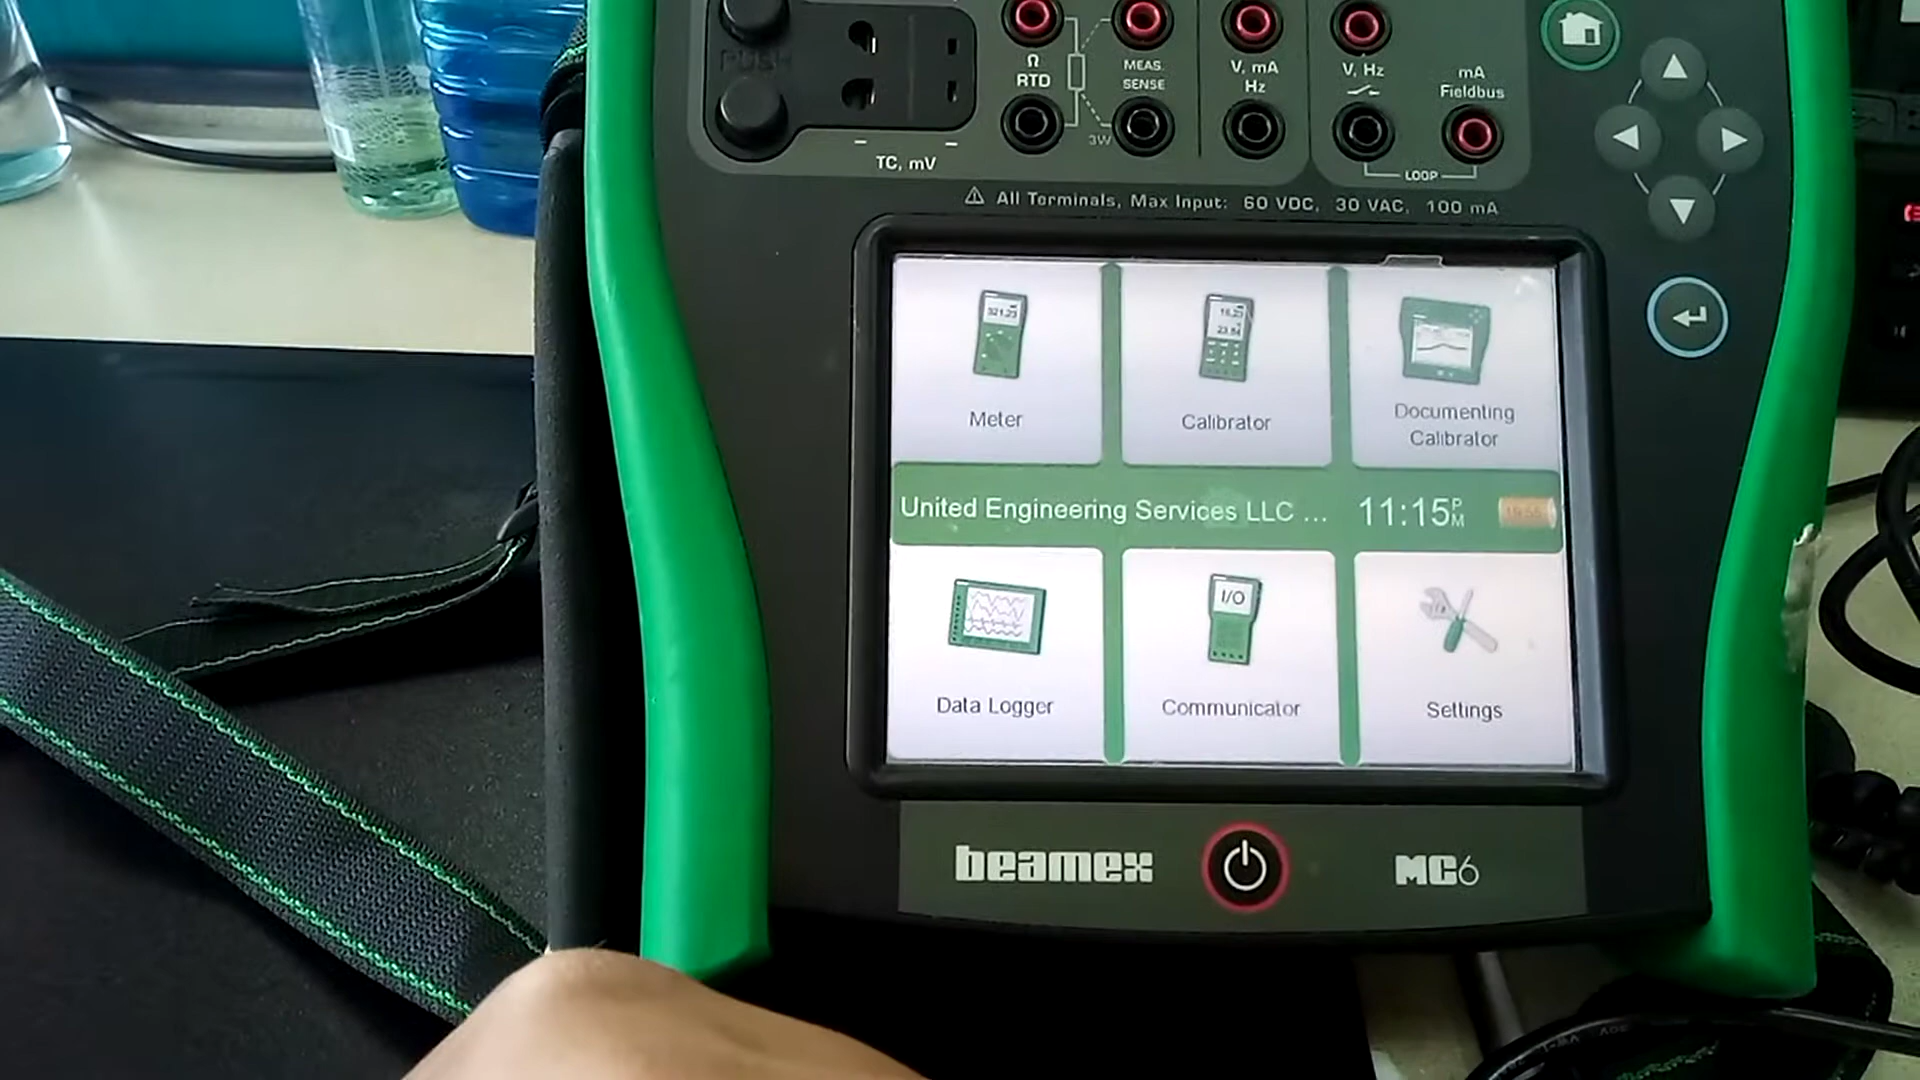 PUSH
TC, mV
Ω
RTD
MEAS.
SENSE
3W
V, mA
Hz
V, Hz
mA
Fieldbus
LOOP
⚠ All Terminals, Max Input: 60 VDC, 30 VAC, 100 mA
Meter
Calibrator
Documenting
Calibrator
United Engineering Services LLC ... 11:15PM
I/O
Data Logger
Communicator
Settings
beamex
MC6